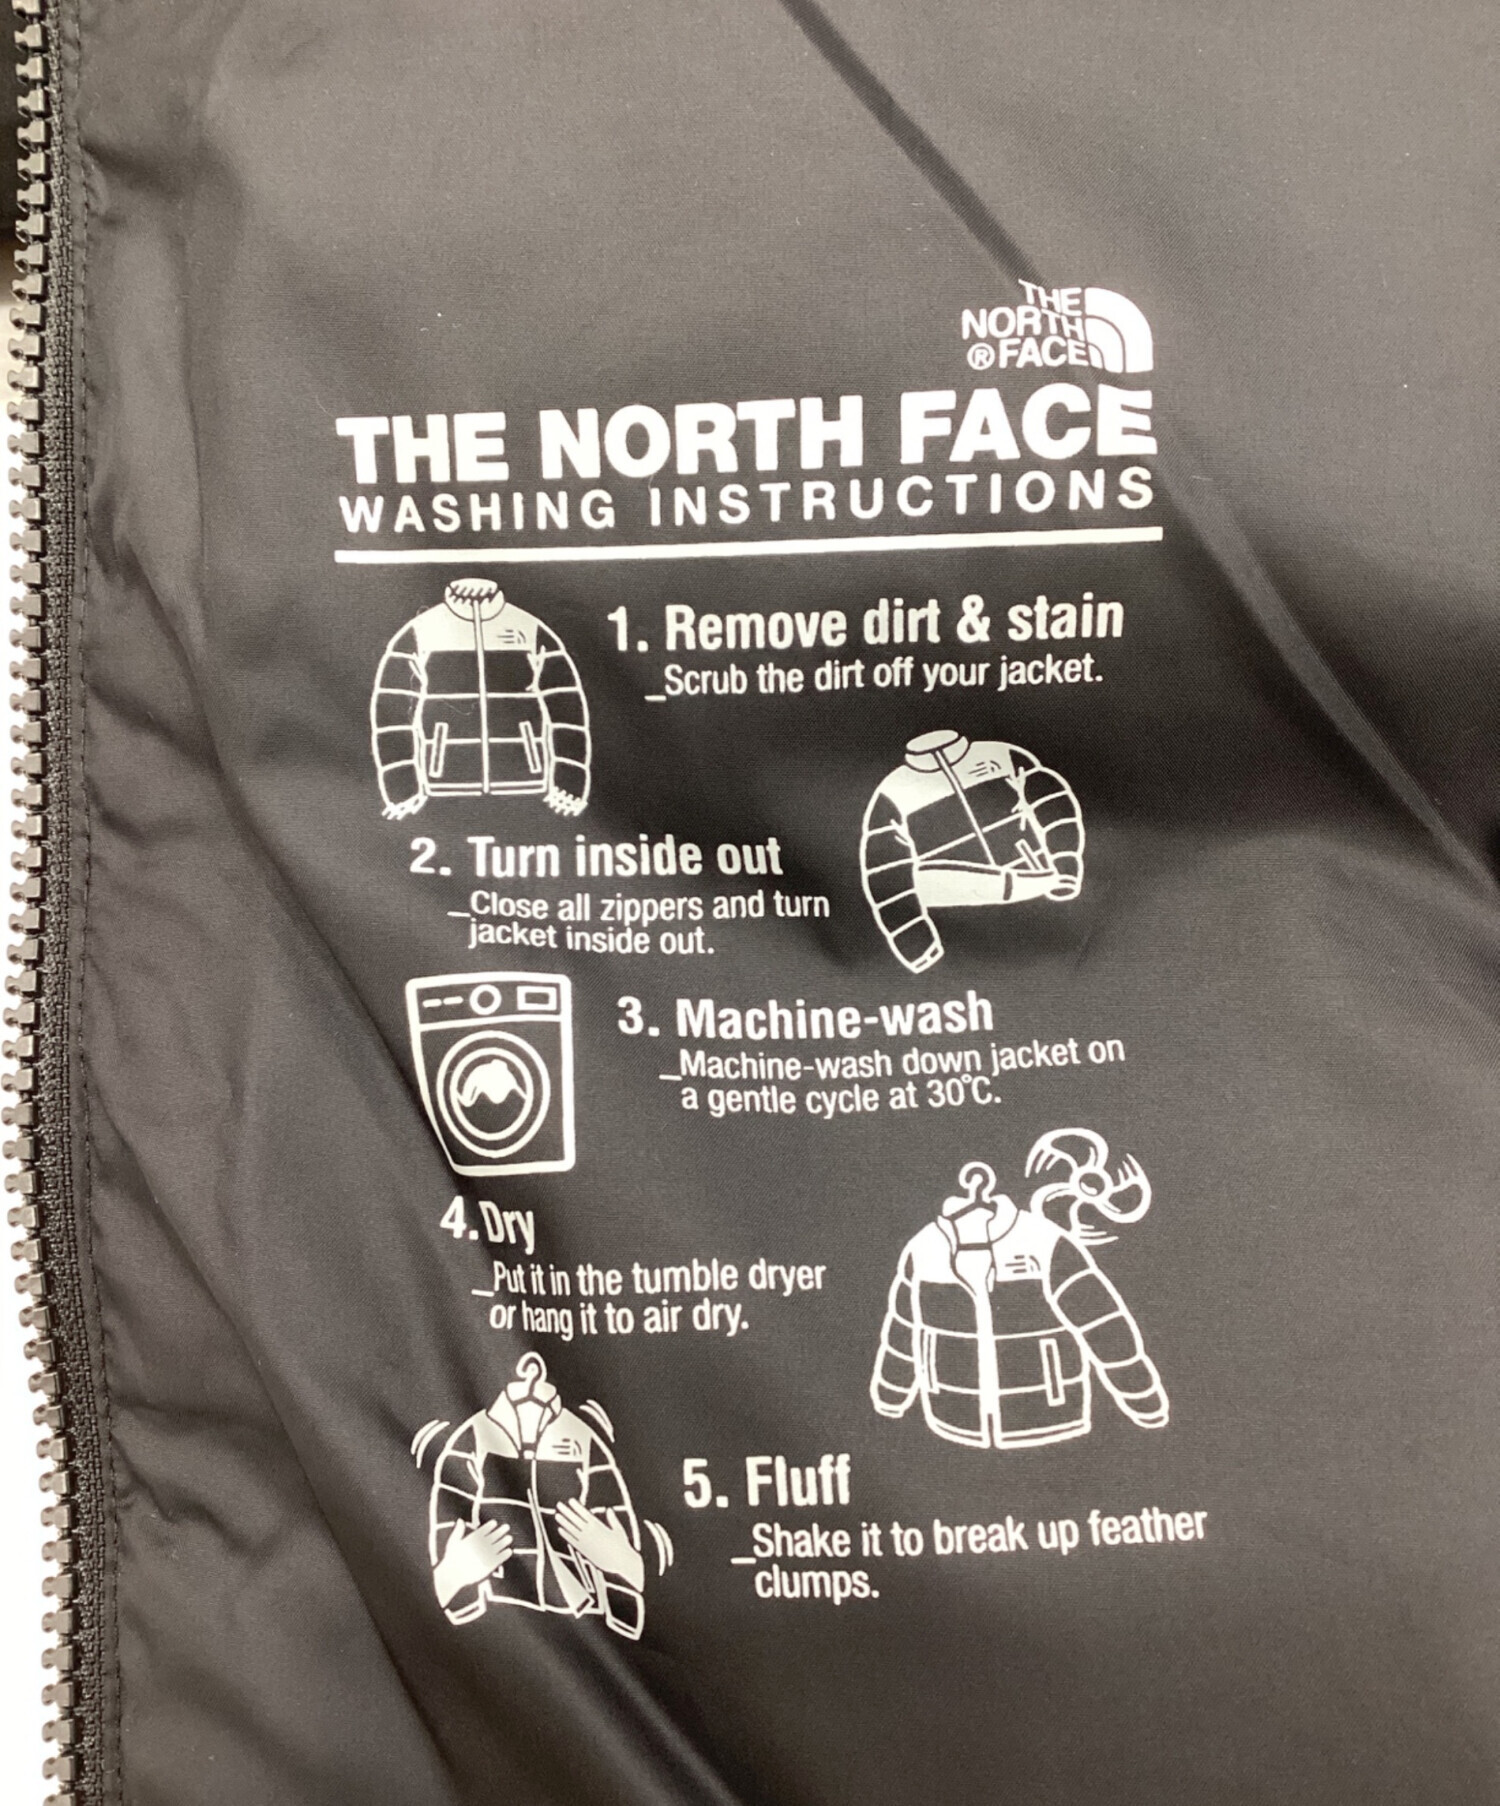 THE
NORTH
® FACE
THE NORTH FACE
WASHING INSTRUCTIONS
1. Remove dirt & stain
_Scrub the dirt off your jacket.
2. Turn inside out
_Close all zippers and turn
jacket inside out.
3. Machine-wash
_Machine-wash down jacket on
a gentle cycle at 30°C.
4. Dry
_Put it in the tumble dryer
or hang it to air dry.
5. Fluff
_Shake it to break up feather
clumps.